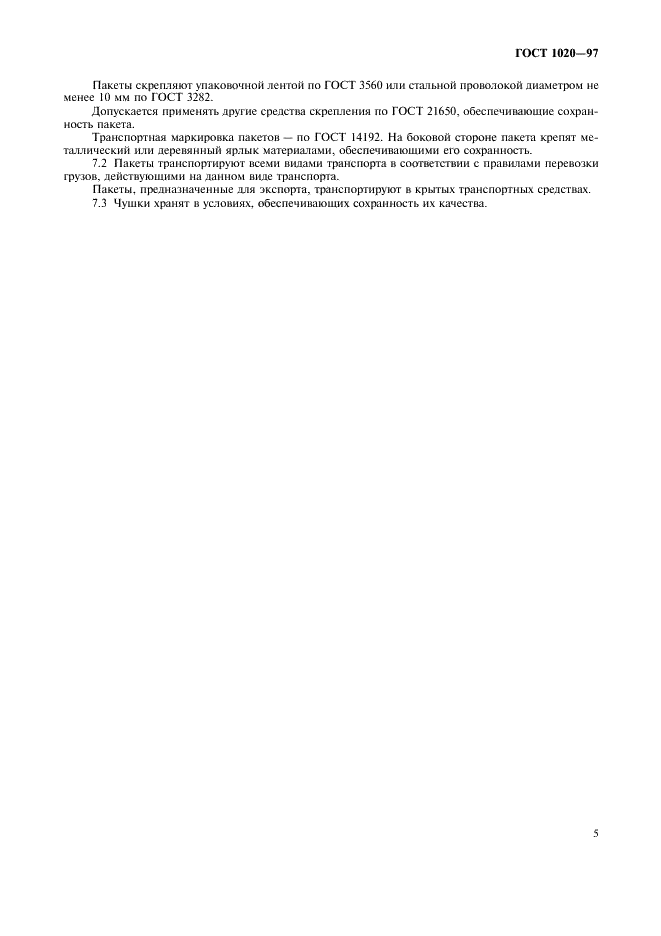 ГОСТ 1020—97
Пакеты скрепляют упаковочной лентой по ГОСТ 3560 или стальной проволокой диаметром не
менее 10 мм по ГОСТ 3282.
Допускается применять другие средства скрепления по ГОСТ 21650, обеспечивающие сохран-
ность пакета.
Транспортная маркировка пакетов — по ГОСТ 14192. На боковой стороне пакета крепят ме-
таллический или деревянный ярлык материалами, обеспечивающими его сохранность.
7.2 Пакеты транспортируют всеми видами транспорта в соответствии с правилами перевозки
грузов, действующими на данном виде транспорта.
Пакеты, предназначенные для экспорта, транспортируют в крытых транспортных средствах.
7.3 Чушки хранят в условиях, обеспечивающих сохранность их качества.
5